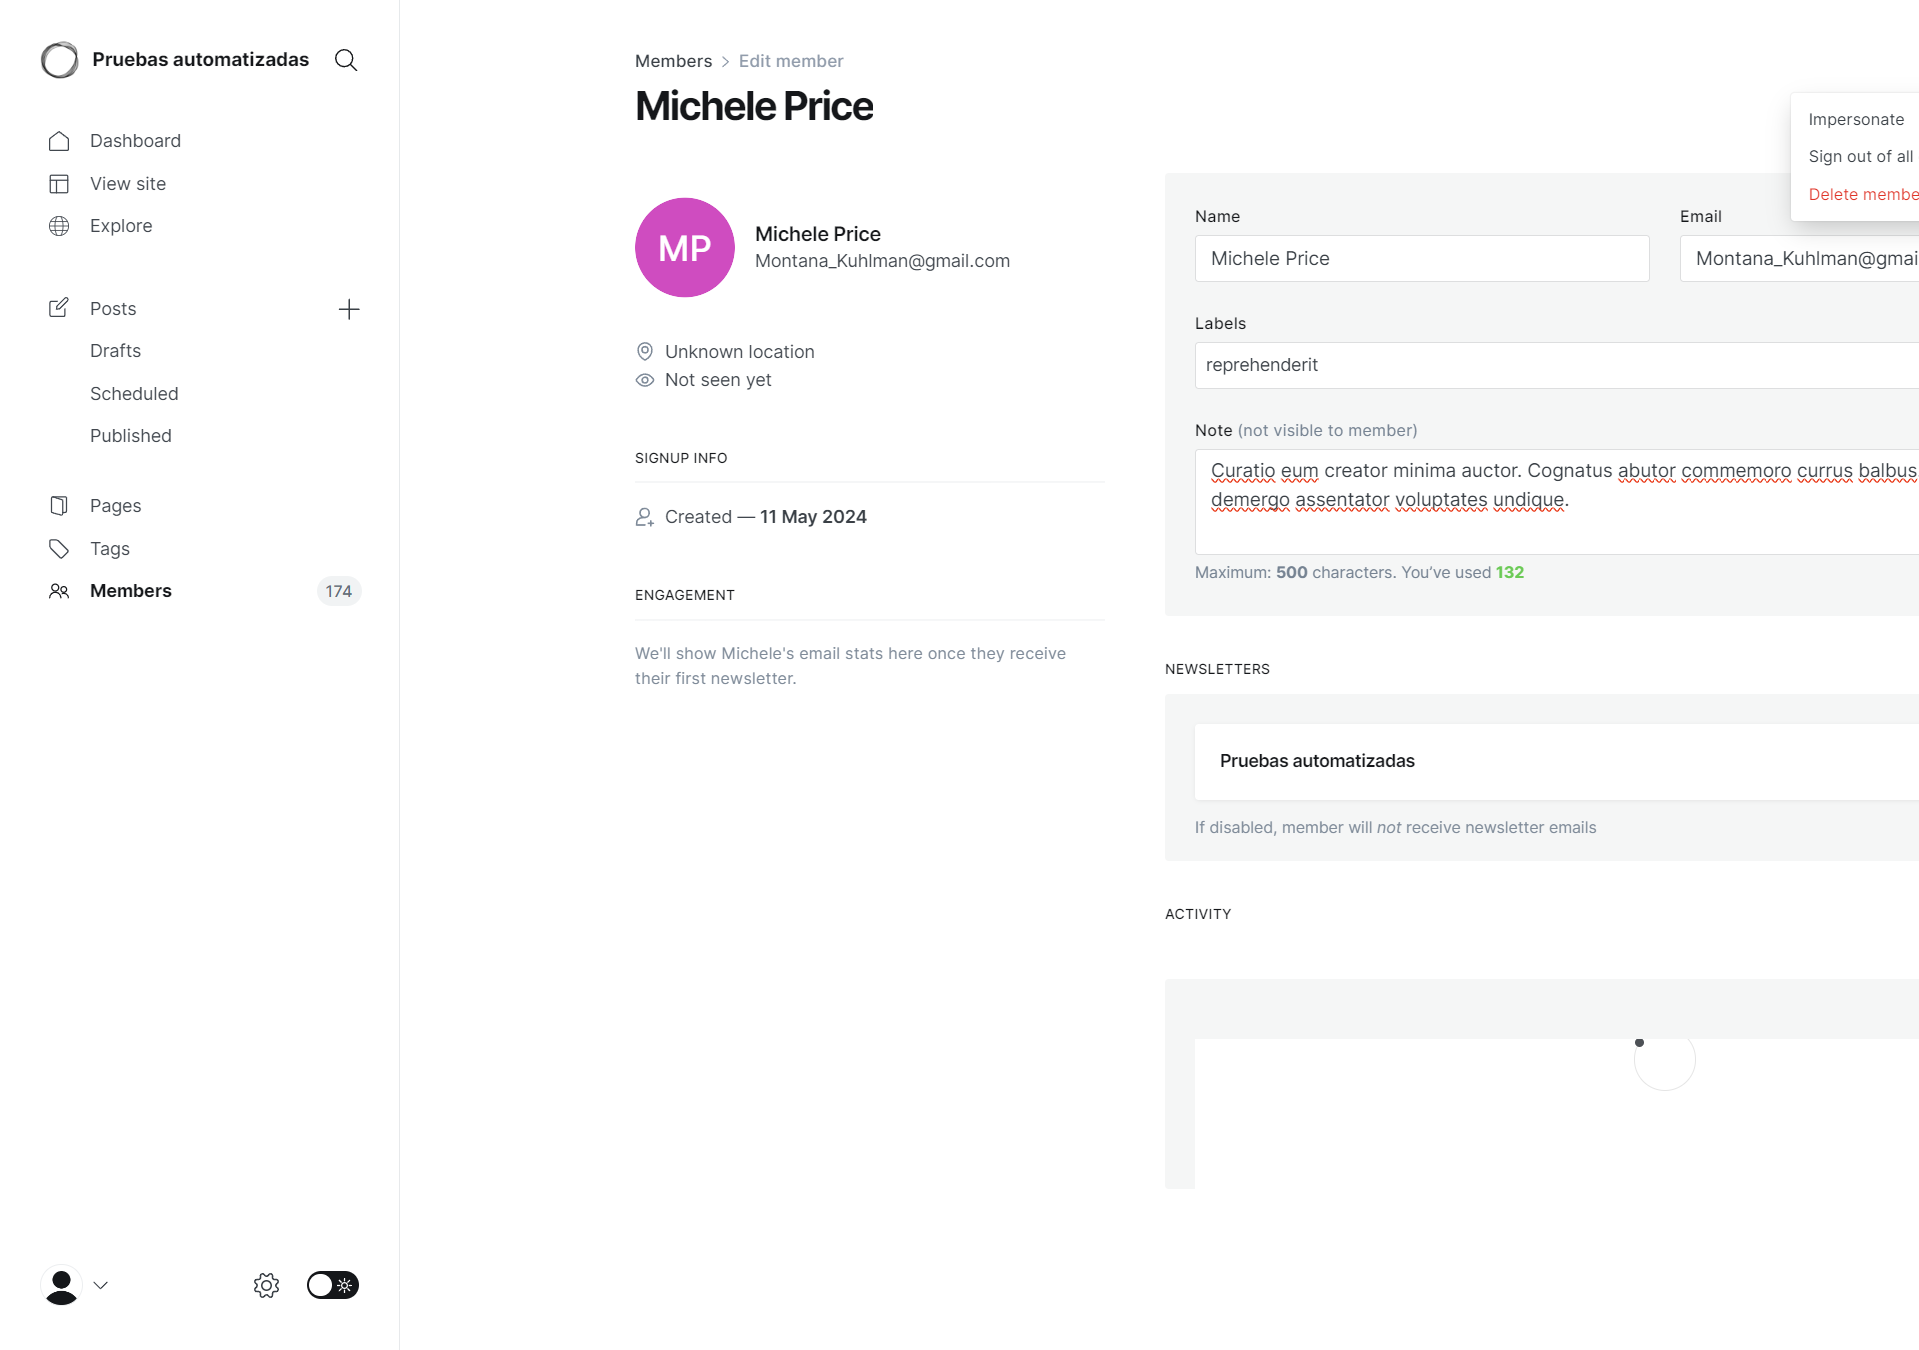 Pruebas automatizadas
Dashboard
View site
Explore
Posts
Drafts
Scheduled
Published
Pages
Tags
Members
174
Members > Edit member
Michele Price
Impersonate
Sign out of all
Delete
MP
Michele Price
Montana_Kuhlman@gmail.com
Unknown location
Not seen yet
SIGNUP INFO
Created — 11 May 2024
ENGAGEMENT
We'll show Michele's email stats here once they receive
their first newsletter.
Name
Michele Price
Email
Montana_Kuhlman@gmai
Labels
reprehenderit
Note (not visible to member)
Curatio eum creator minima auctor. Cognatus abutor commemoro currus balbus
demergo assentator voluptates undique.
Maximum: 500 characters. You’ve used 132
NEWSLETTERS
Pruebas automatizadas
If disabled, member will not receive newsletter emails
ACTIVITY